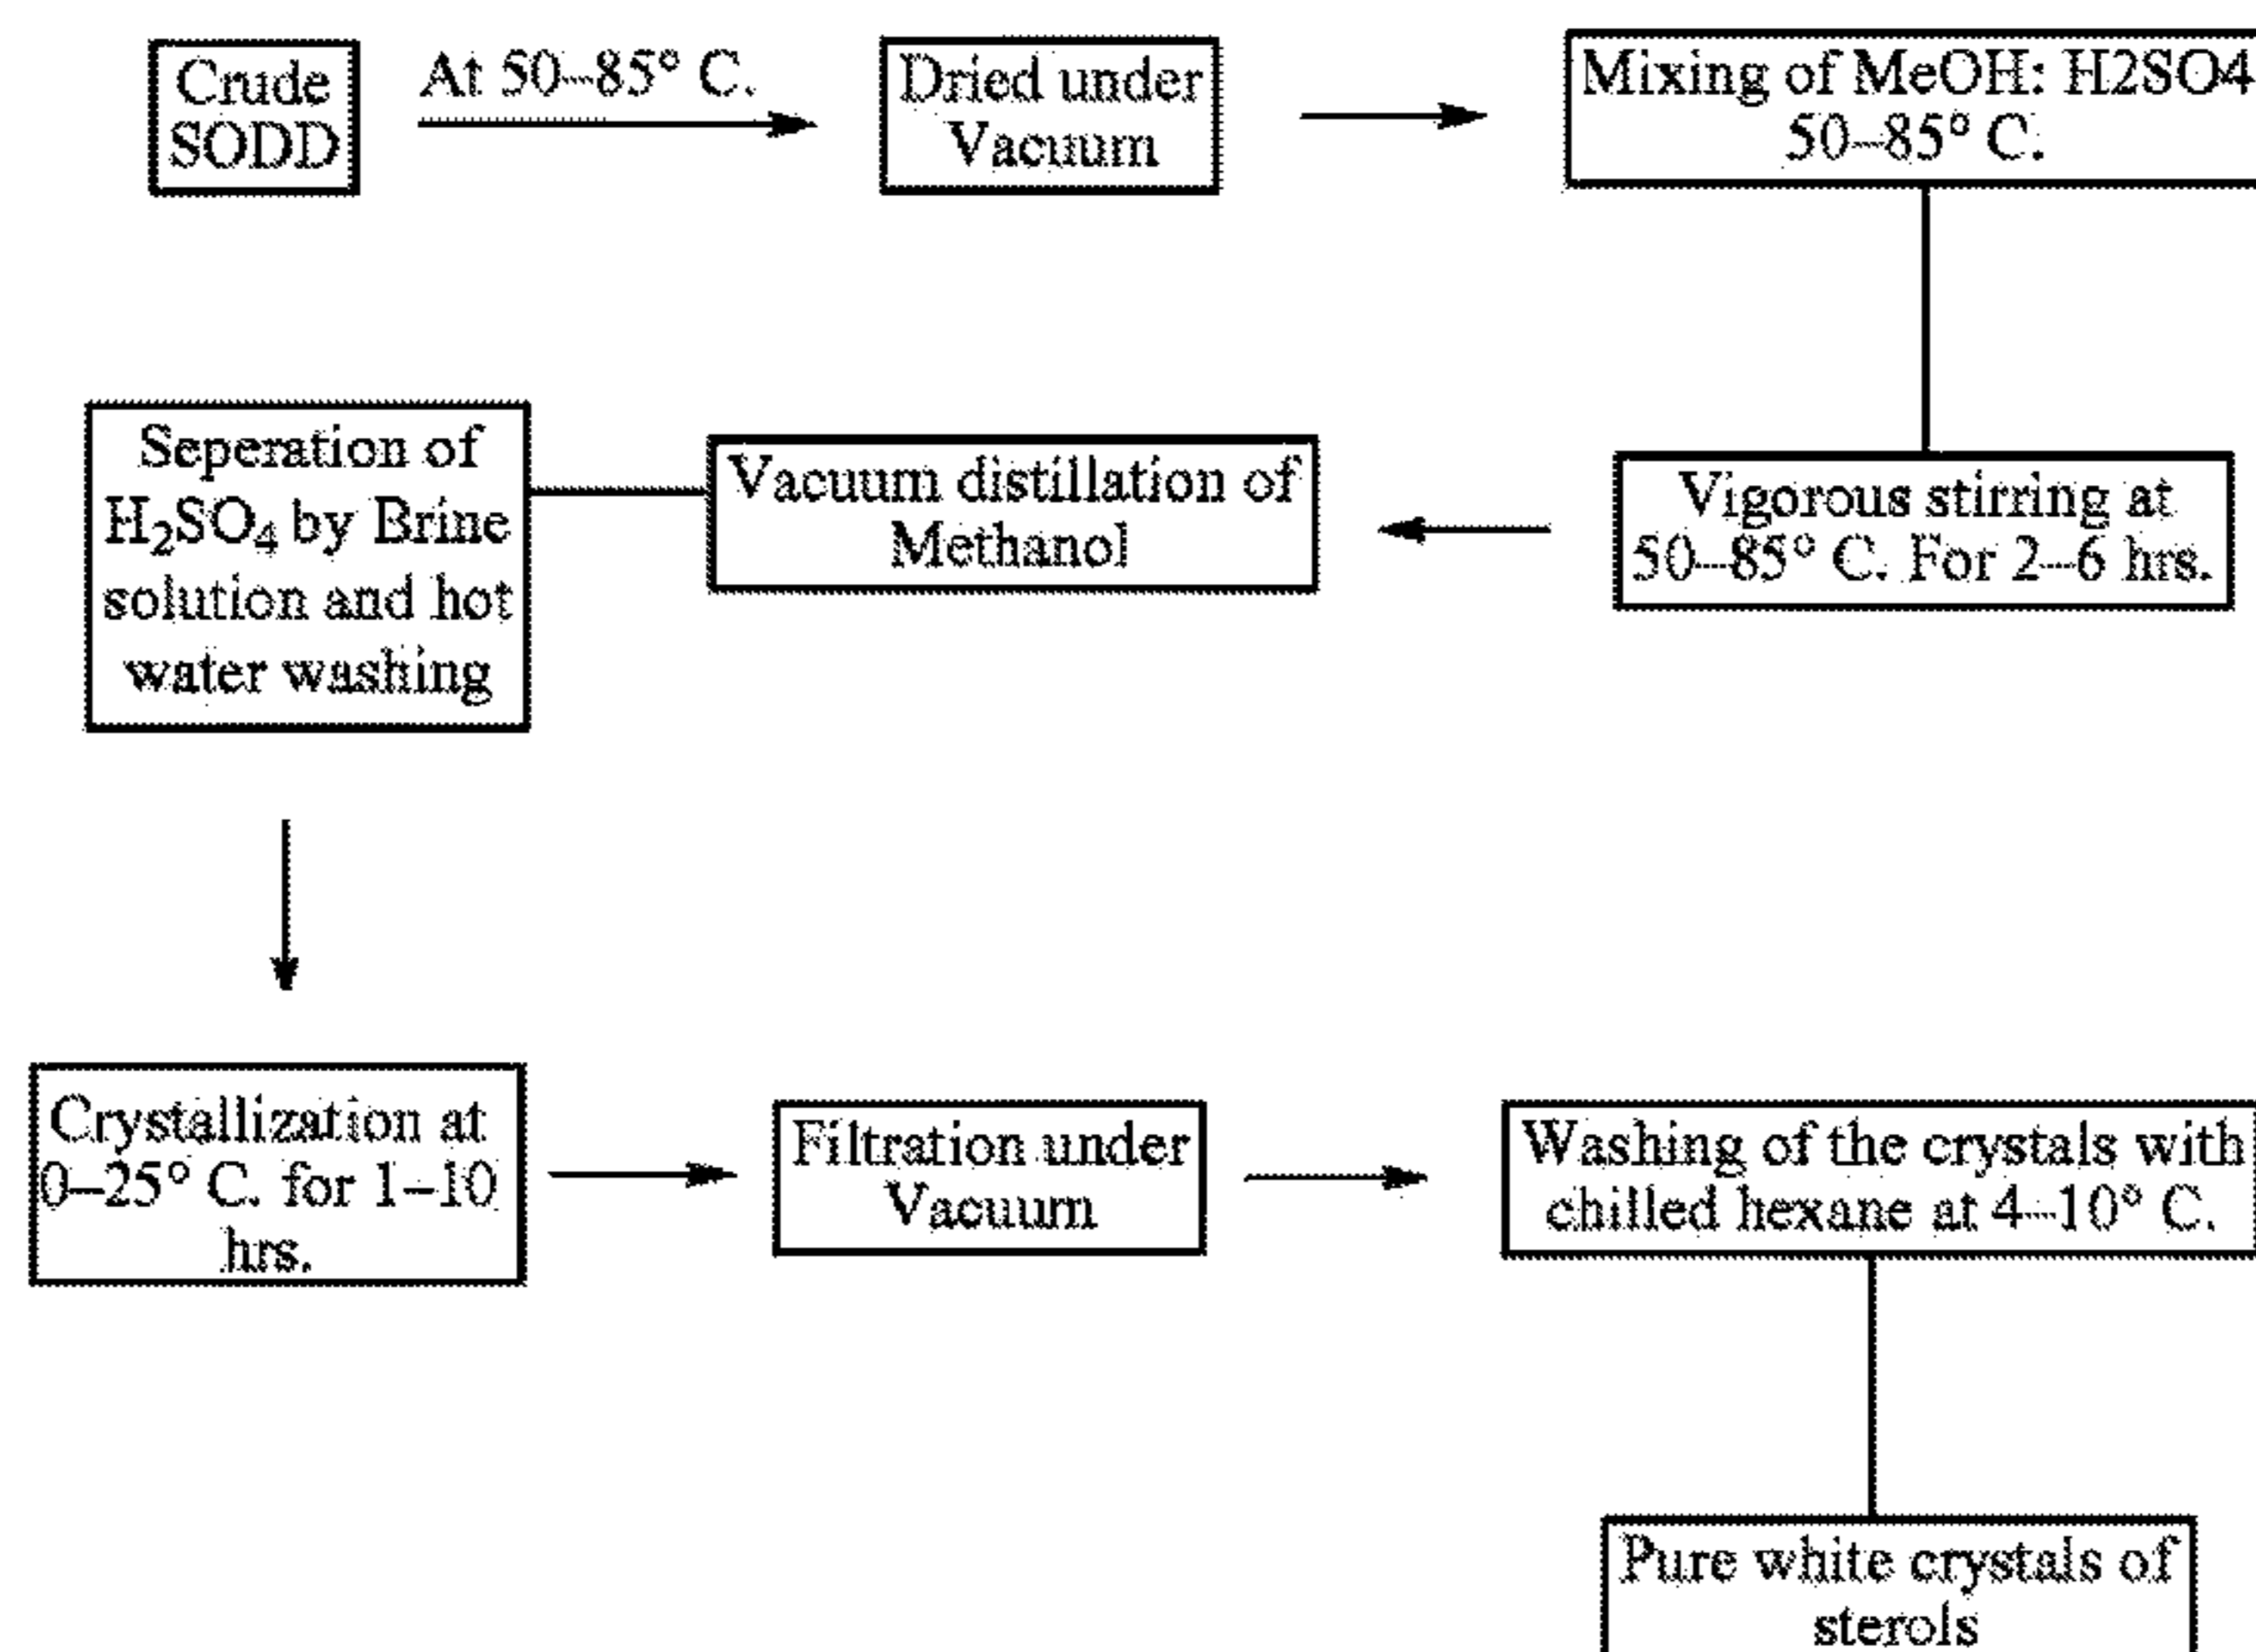 Crude
SODD
At 50–85° C.
Dried under
Vacuum
Mixing of MeOH: H2SO4
50–85° C.
Vigorous stirring at
50–85° C. For 2–6 hrs.
Vacuum distillation of
Methanol
Seperation of
H₂SO₄ by Brine
solution and hot
water washing
Crystallization at
0–25° C. for 1–10
hrs.
Filtration under
Vacuum
Washing of the crystals with
chilled hexane at 4–10° C.
Pure white crystals of
sterols